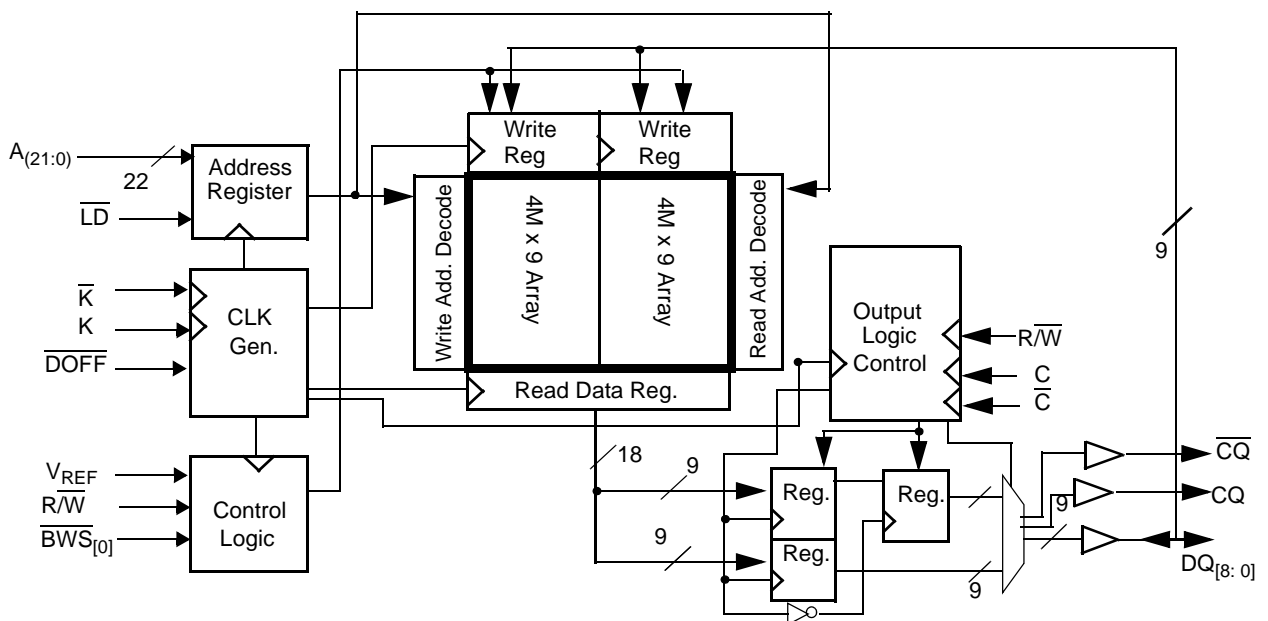 A(21:0)
22
LD
Address
Register
K
K
DOFF
CLK
Gen.
VREF
R/W
BWS[0]
Control
Logic
Write
Reg
Write
Reg
Write Add. Decode
4M x 9 Array
4M x 9 Array
Read Add. Decode
Read Data Reg.
18
9
9
Output
Logic
Control
R/W
C
C
9
Reg.
Reg.
Reg.
9
9
CQ
CQ
DQ[8: 0]